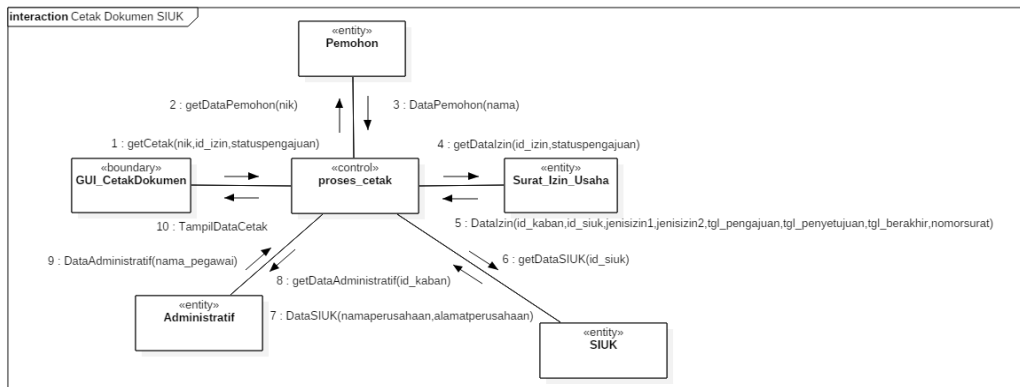 interaction Cetak Dokumen SIUK
«entity»
Pemohon
2 : getDataPemohon(nik)
3 : DataPemohon(nama)
1 : getCetak(nik,id_izin,statuspengajuan)
4 : getDataIzin(id_izin,statuspengajuan)
«boundary»
GUI_CetakDokumen
«control»
proses_cetak
«entity»
Surat_Izin_Usaha
10 : TampilDataCetak
5 : DataIzin(id_kaban,id_siuk,jenisizin1,jenisizin2,tgl_pengajuan,tgl_penyetujuan,tgl_berakhir,nomorsurat)
9 : DataAdministratif(nama_pegawai)
6 : getDataSIUK(id_siuk)
8 : getDataAdministratif(id_kaban)
«entity»
Administratif
7 : DataSIUK(namaperusahaan,alamatperusahaan)
«entity»
SIUK